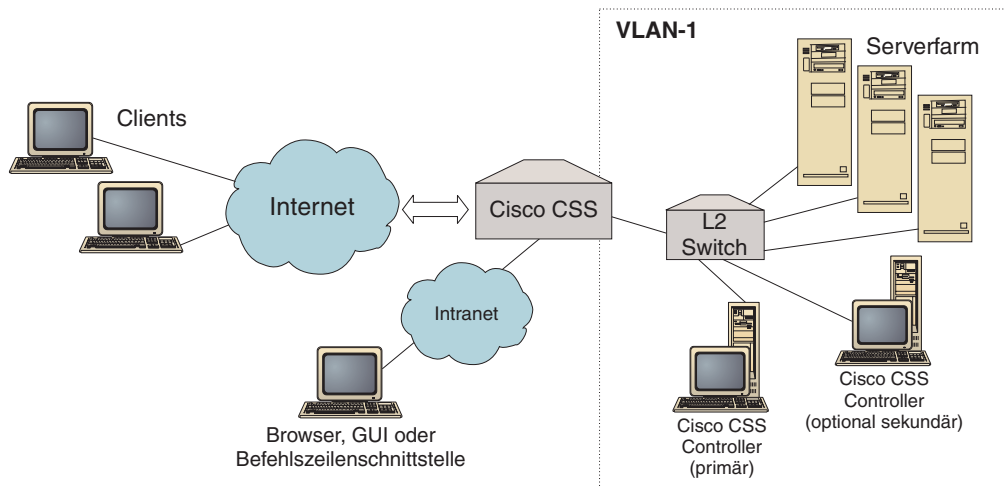 VLAN-1
Serverfarm
Clients
Internet
Cisco CSS
L2
Switch
Intranet
Browser, GUI oder
Befehlszeilenschnittstelle
Cisco CSS
Controller
(primär)
Cisco CSS
Controller
(optional sekundär)